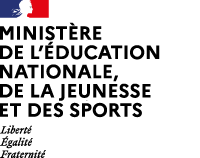 MINISTÈRE
DE L'ÉDUCATION
NATIONALE,
DE LA JEUNESSE
ET DES SPORTS
Liberté
Égalité
Fraternité